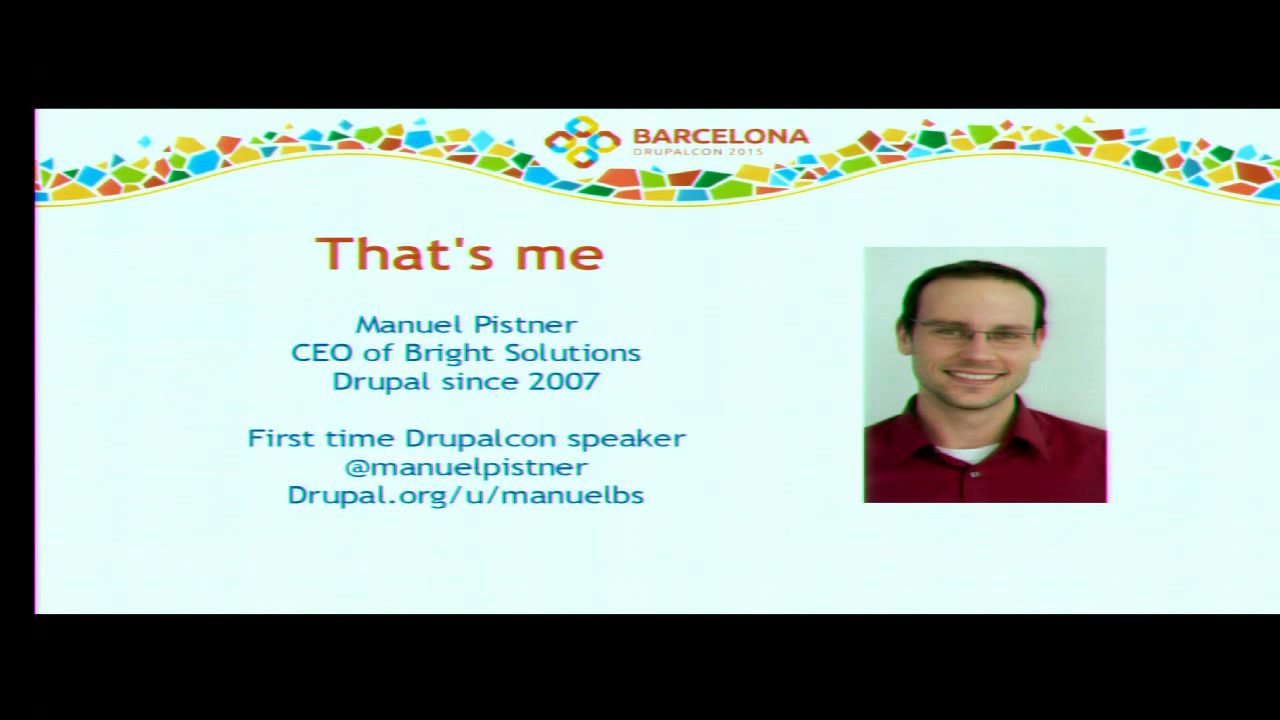 BARCELONA
DRUPALCON 2015
That's me
Manuel Pistner
CEO of Bright Solutions
Drupal since 2007
First time Drupalcon speaker
@manuelpistner
Drupal.org/u/manuelbs